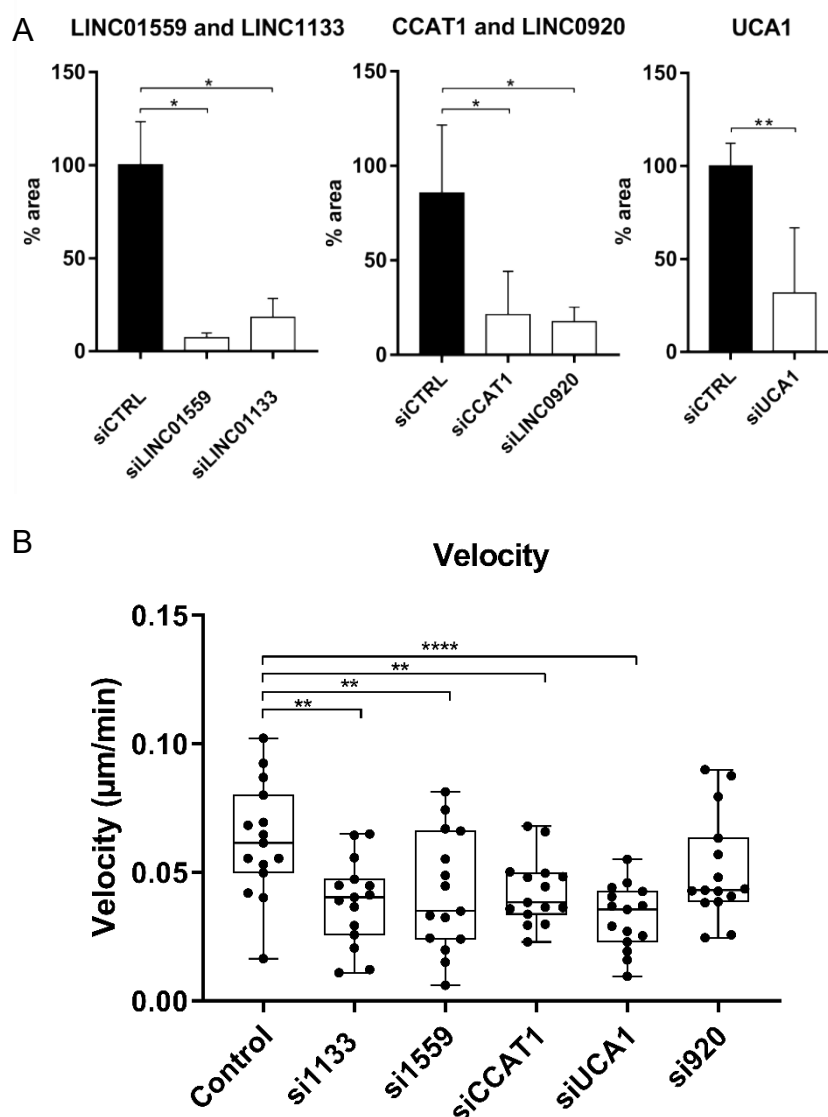 A
LINC01559 and LINC1133
CCAT1 and LINC0920
UCA1
150
100
50
0
% area
*
*
siCTRL
siLINC01559
siLINC01133
150
100
50
0
% area
*
*
siCTRL
siCCAT1
siLINC0920
150
100
50
0
% area
**
siCTRL
siUCA1
B
Velocity
Velocity (µm/min)
0.15
0.10
0.05
0.00
****
**
**
**
Control
si1133
si1559
siCCAT1
siUCA1
si920